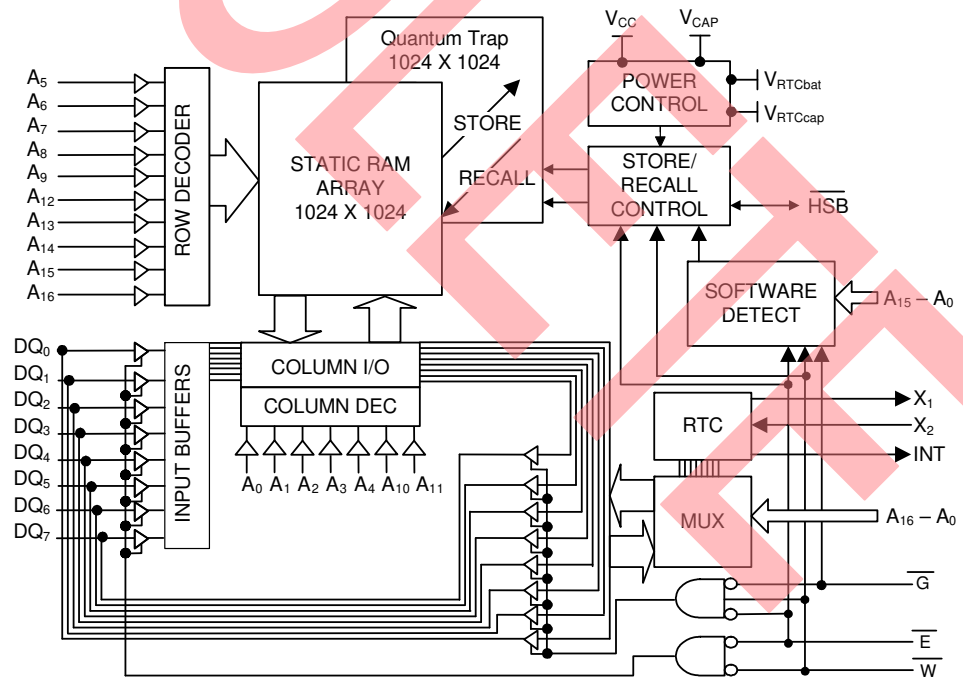 Quantum Trap
1024 X 1024
STORE
RECALL
STATIC RAM
ARRAY
1024 X 1024
ROW DECODER
A5
A6
A7
A8
A9
A12
A13
A14
A15
A16
VCC
VCAP
POWER
CONTROL
VRTCbat
VRTCcap
STORE/
RECALL
CONTROL
HSB
SOFTWARE
DETECT
A15 – A0
DQ0
DQ1
DQ2
DQ3
DQ4
DQ5
DQ6
DQ7
INPUT BUFFERS
COLUMN I/O
COLUMN DEC
A0 A1 A2 A3 A4 A10 A11
RTC
X1
X2
INT
MUX
A16 – A0
G
E
W